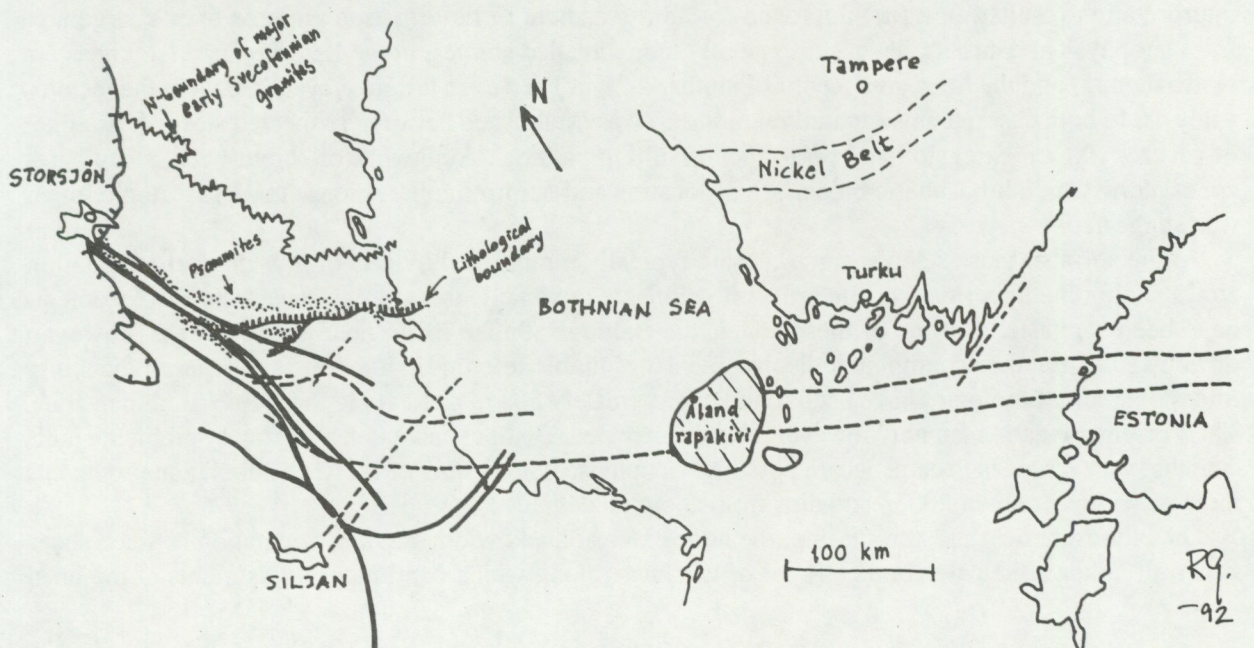 N-boundary of major
early Svecofennian
granites
N
Tampere
Nickel Belt
STORSJÖN
Psammites
Lithological
boundary
BOTHNIAN SEA
TURKU
Åland
rapakivi
ESTONIA
100 km
SILJAN
Rg.
-92